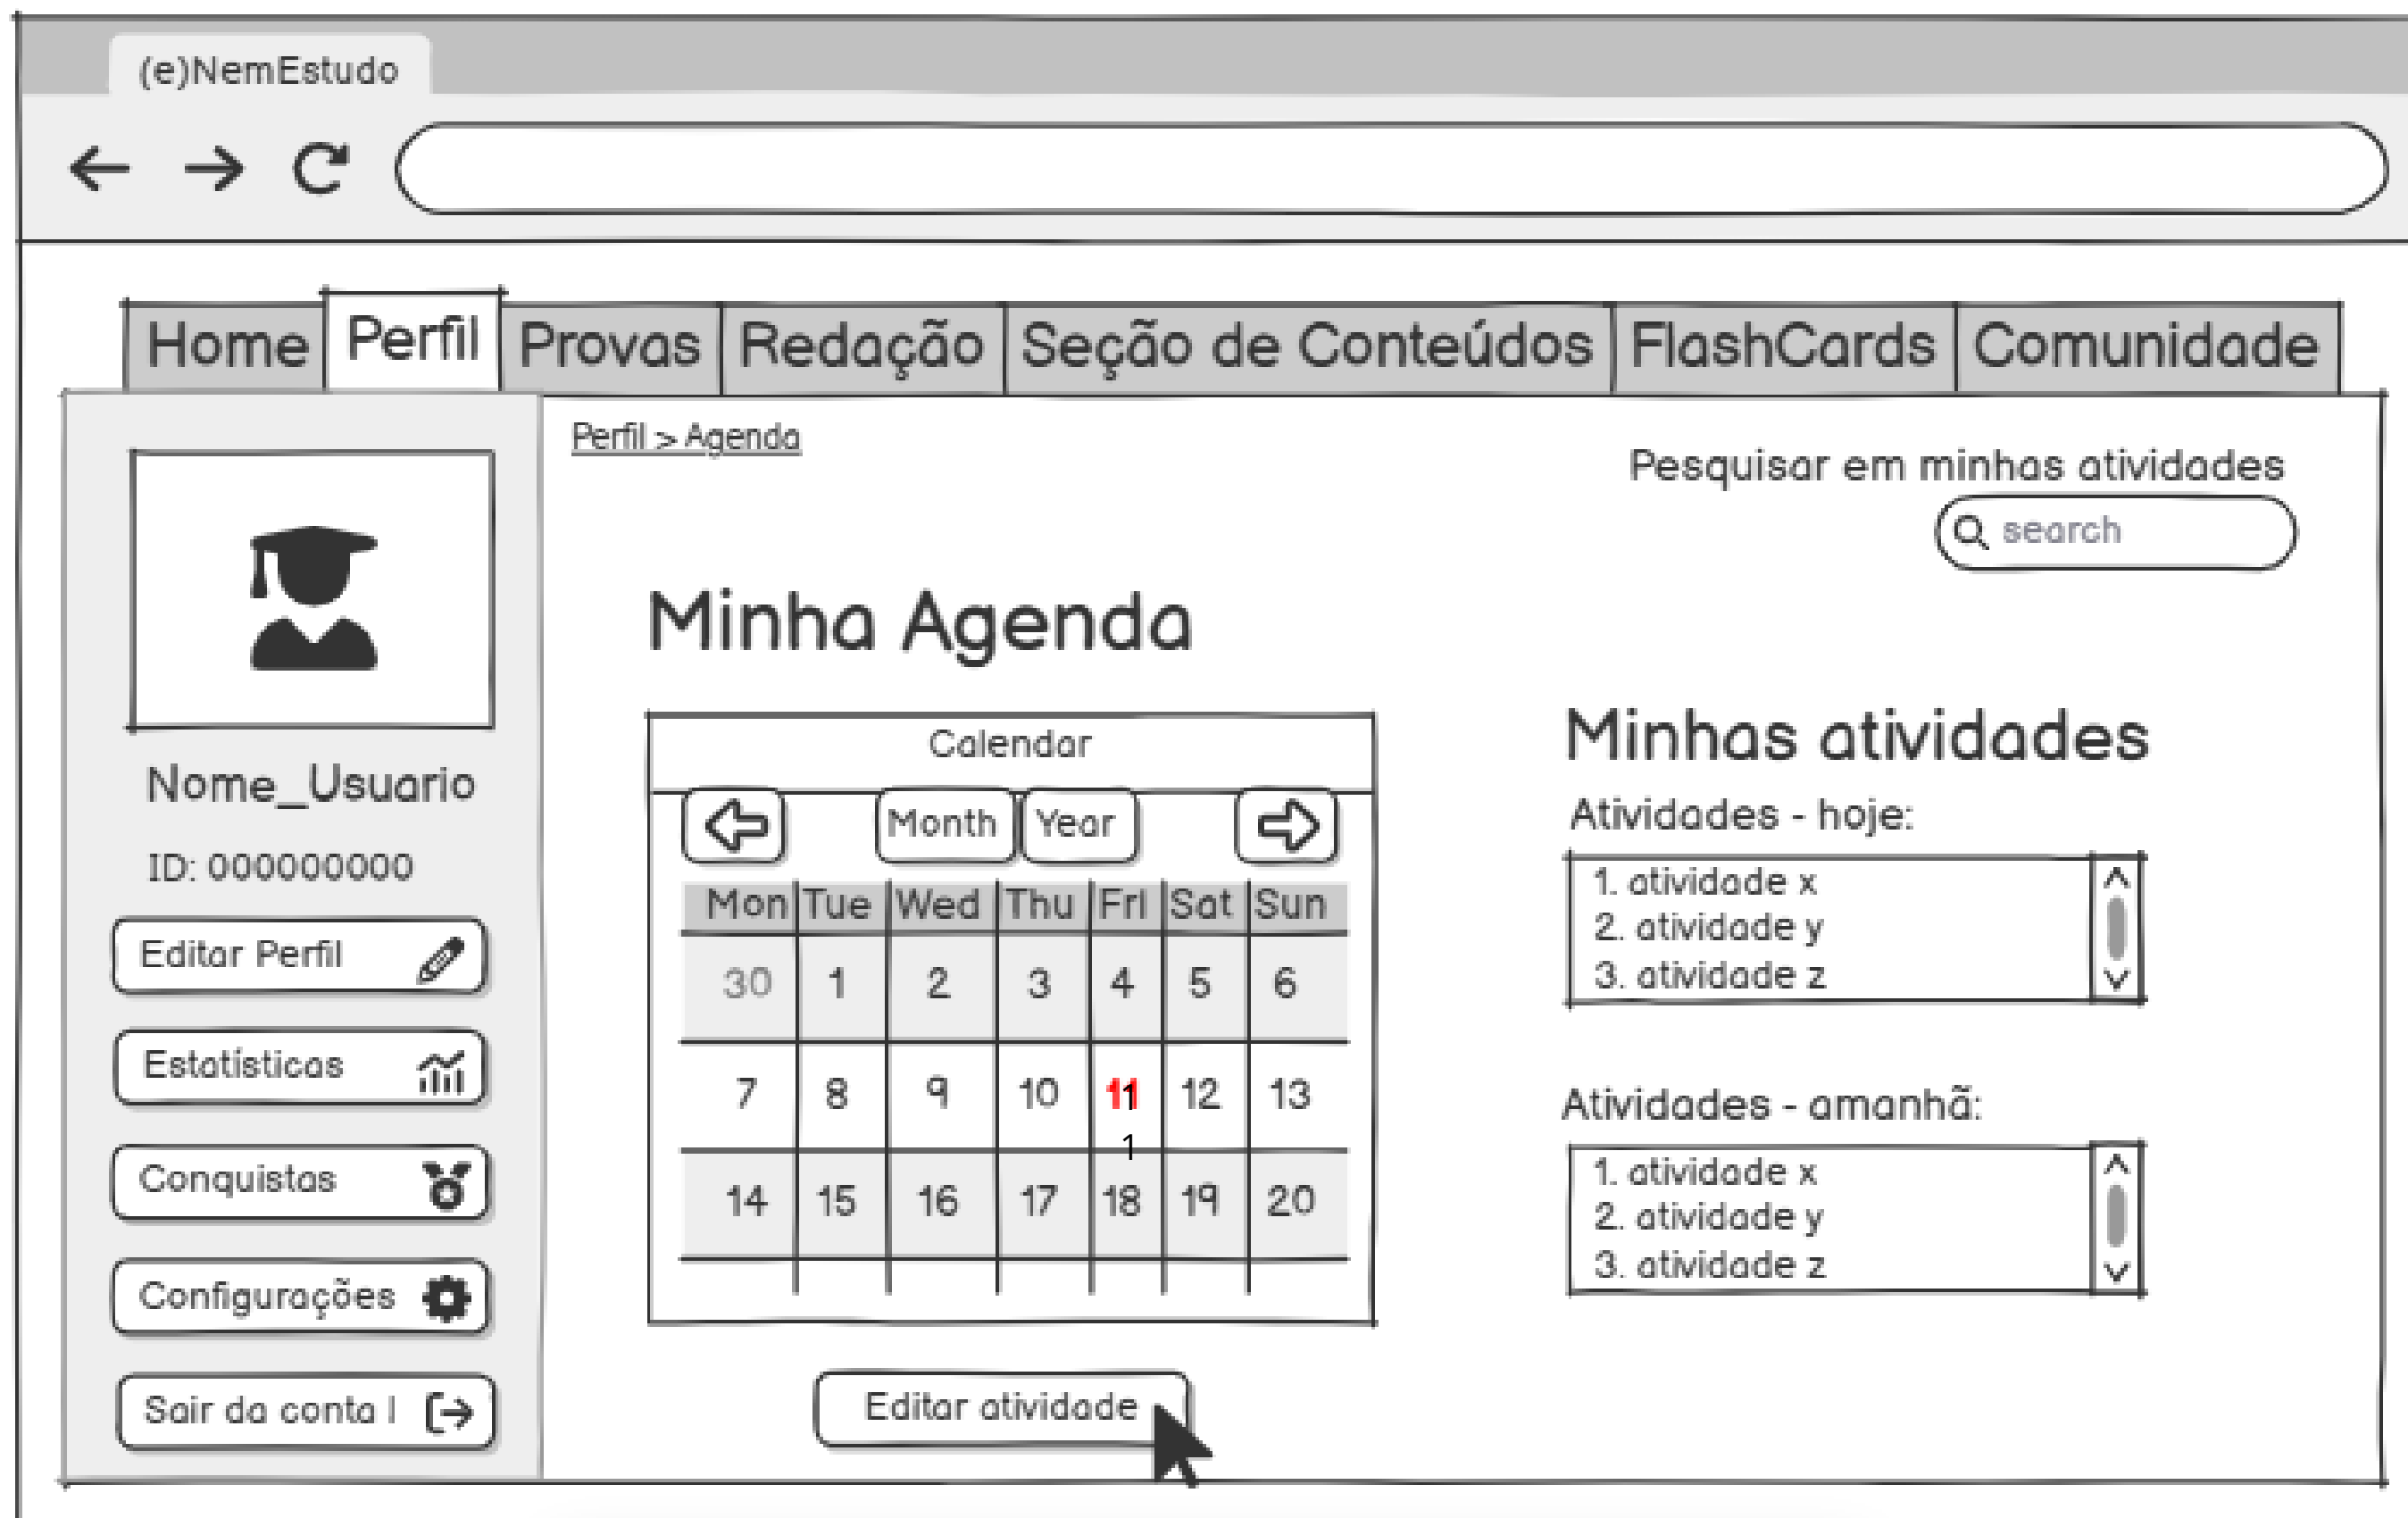 (e)NemEstudo
Home Perfil Provas Redação Seção de Conteúdos FlashCards Comunidade
Perfil > Agenda
Pesquisar em minhas atividades
search
Nome_Usuario
ID: 000000000
Editar Perfil
Estatísticas
Conquistas
Configurações
Sair da conta |
Minha Agenda
Calendar
Month Year
Mon Tue Wed Thu Fri Sat Sun
30 1 2 3 4 5 6
7 8 9 10 11 12 13
1
14 15 16 17 18 19 20
Editar atividade
Minhas atividades
Atividades - hoje:
1. atividade x
2. atividade y
3. atividade z
Atividades - amanhã:
1. atividade x
2. atividade y
3. atividade z